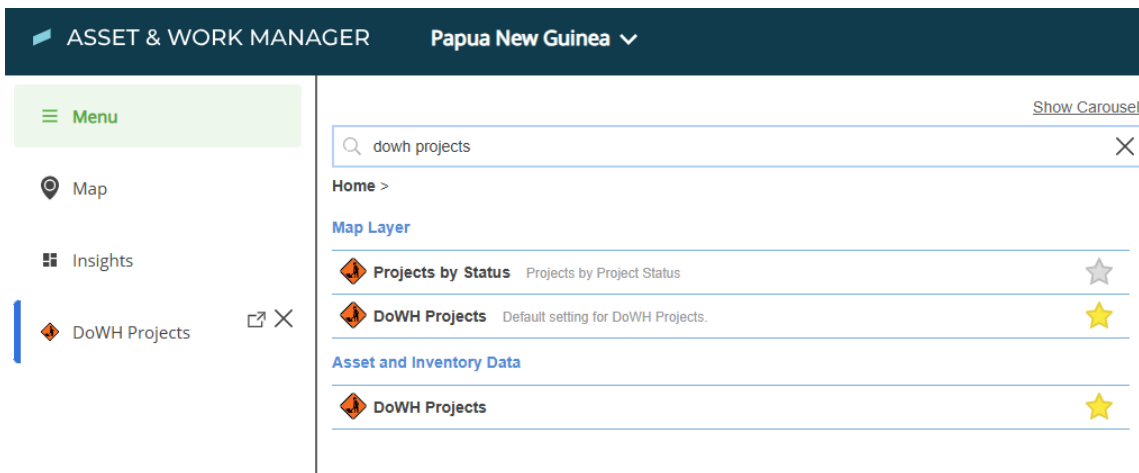 ASSET & WORK MANAGER Papua New Guinea
Show Carousel
Menu
dowh projects
Map
Home >
Map Layer
Insights
Projects by Status Projects by Project Status
DoWH Projects Default setting for DoWH Projects.
DoWH Projects
Asset and Inventory Data
DoWH Projects